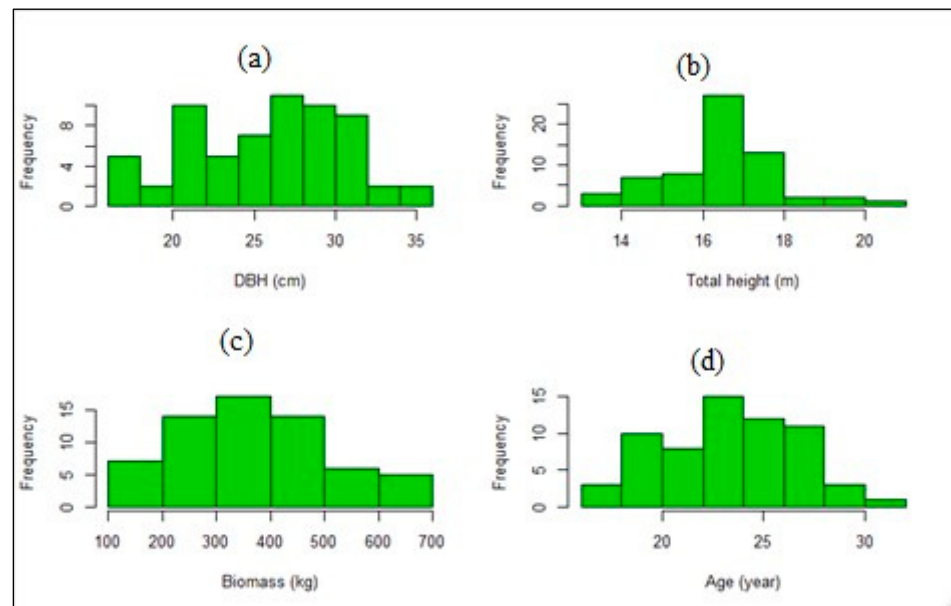 (a)
Frequency
0 4 8
20 25 30 35
DBH (cm)
(b)
Frequency
0 10 20
14 16 18 20
Total height (m)
(c)
Frequency
0 5 10 15
100 200 300 400 500 600 700
Biomass (kg)
(d)
Frequency
0 5 10 15
20 25 30
Age (year)